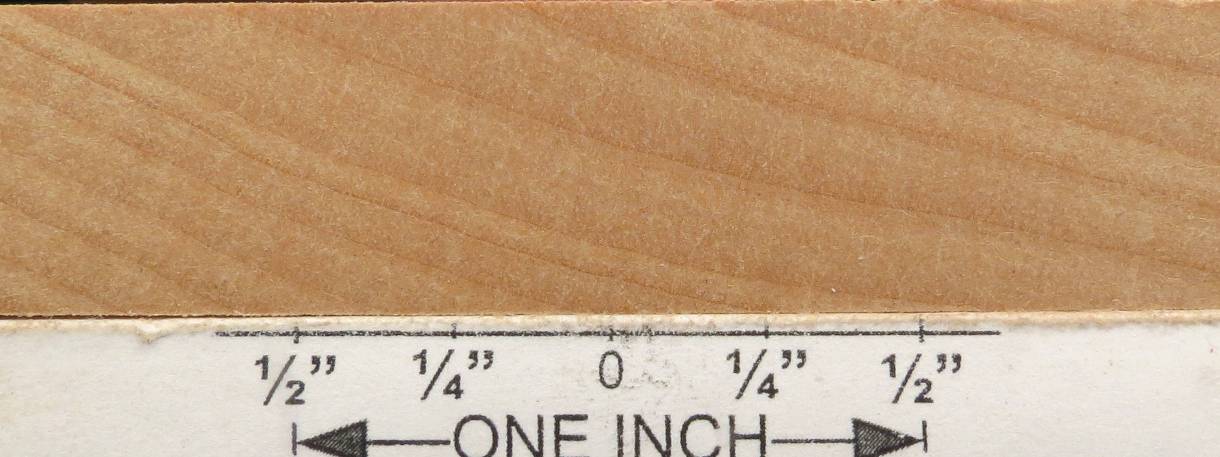 ½” ¼” 0 ¼” ½”
ONE INCH